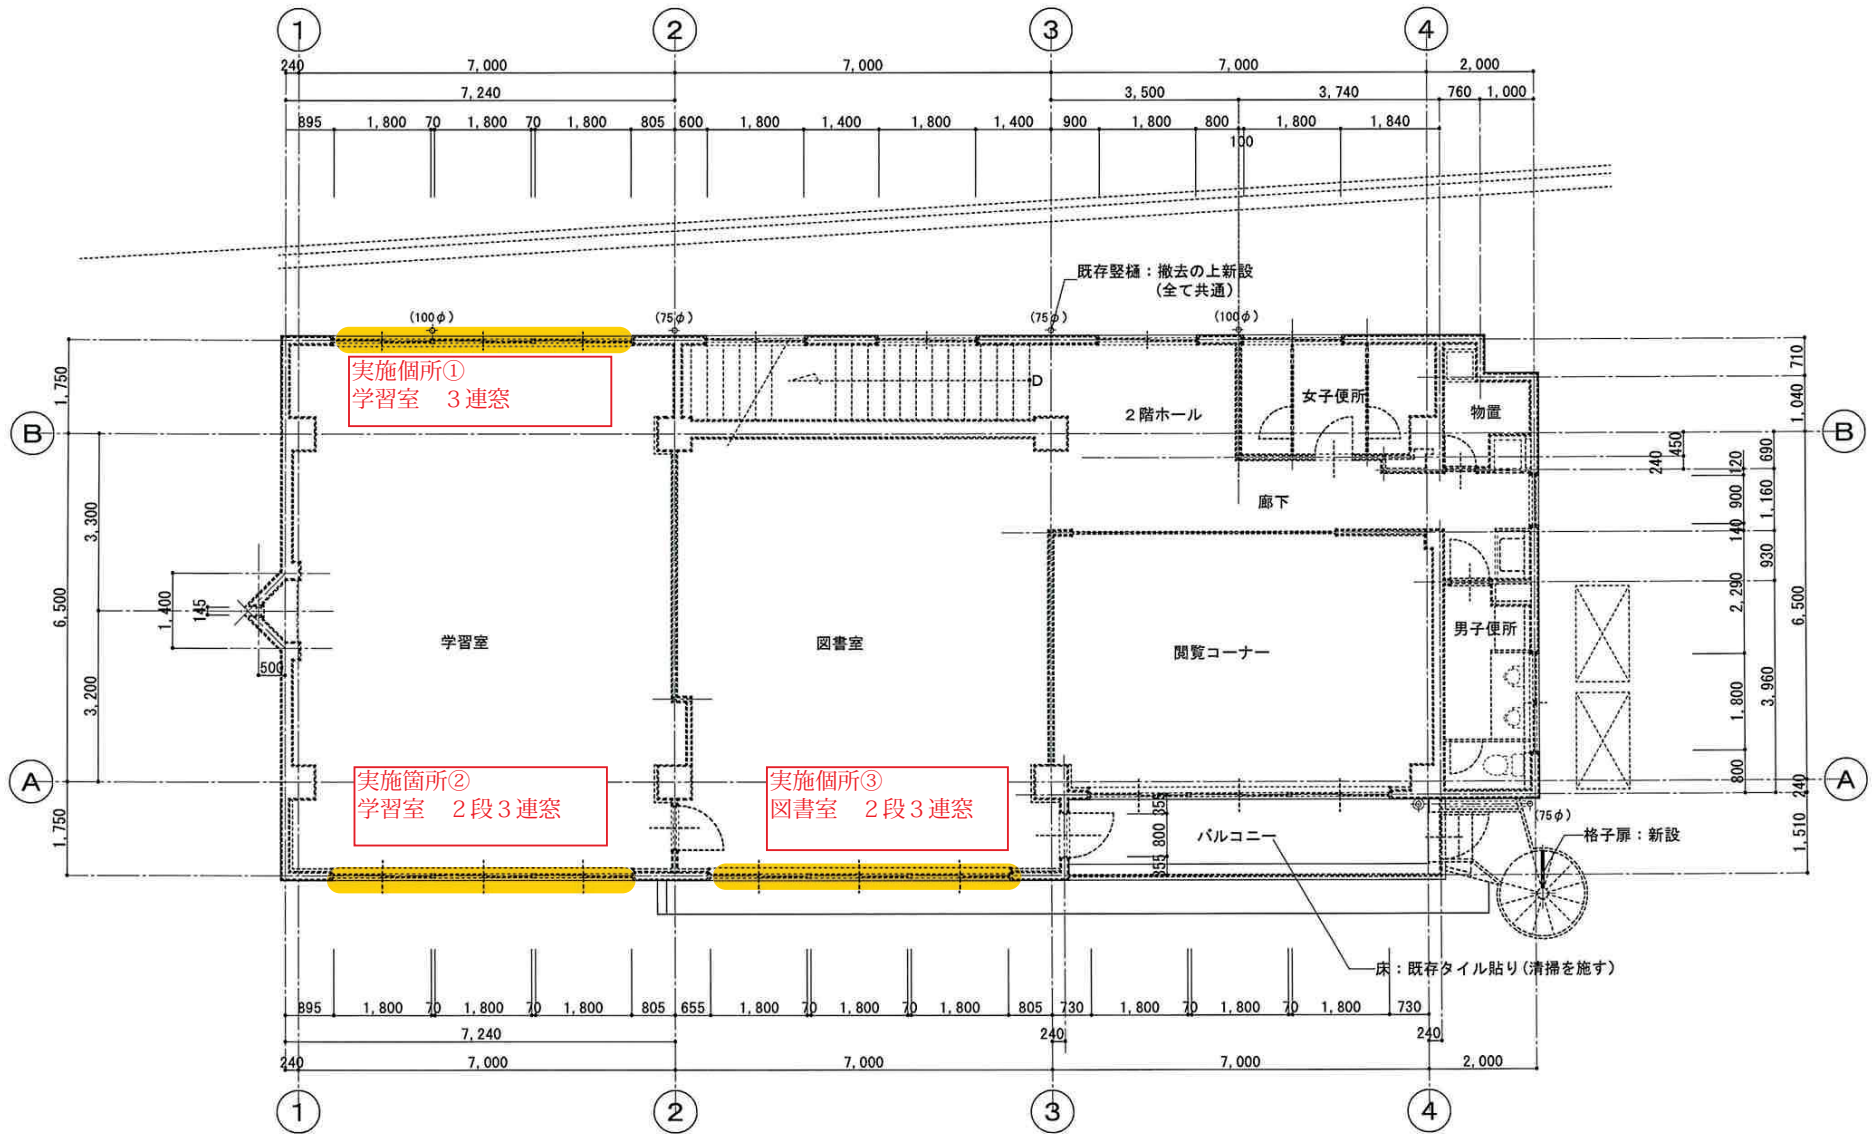 1 2 3 4
240 7,000 7,000 7,000 2,000
7,240 3,500 3,740 760 1,000
895 1,800 70 1,800 70 1,800 805 600 1,800 1,400 1,800 1,400 900 1,800 800 1,800 1,840
100
既存竪樋：撤去の上新設
(全て共通)
(100φ) (75φ) (75φ) (100φ)
実施個所①
学習室　３連窓
D
２階ホール
女子便所
物置
廊下
B
B
1,750
3,300
6,500
3,200
1,750
1,400
145
500
学習室
図書室
閲覧コーナー
男子便所
710
1,040
450
240
690
120
1,160
900
140
930
2,290
6,500
1,800
3,960
800
240
1,510
A
A
実施箇所②
学習室　２段３連窓
実施個所③
図書室　２段３連窓
355 800 355
バルコニー
(75φ)
格子扉：新設
床：既存タイル貼り(清掃を施す)
895 1,800 70 1,800 70 1,800 805 655 1,800 70 1,800 70 1,800 805 730 1,800 70 1,800 70 1,800 730
7,240 240 240
240 7,000 7,000 7,000 2,000
1 2 3 4